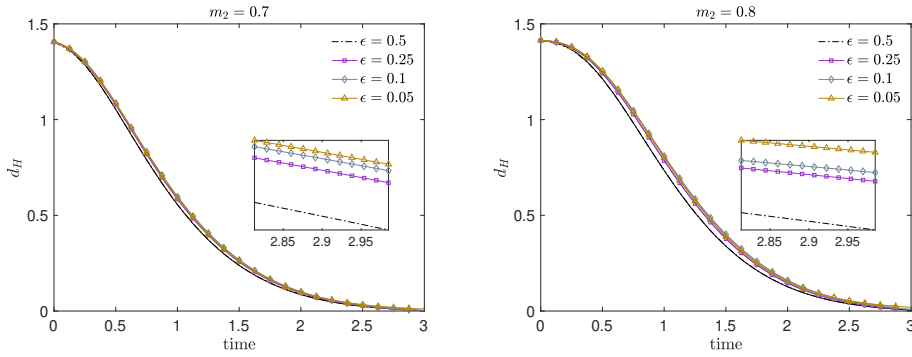 m₂ = 0.7
1.5
1
0.5
0
d_H
ϵ = 0.5
ϵ = 0.25
ϵ = 0.1
ϵ = 0.05
2.85 2.9 2.95
0 0.5 1 1.5 2 2.5 3
time
m₂ = 0.8
1.5
1
0.5
0
d_H
ϵ = 0.5
ϵ = 0.25
ϵ = 0.1
ϵ = 0.05
2.85 2.9 2.95
0 0.5 1 1.5 2 2.5 3
time